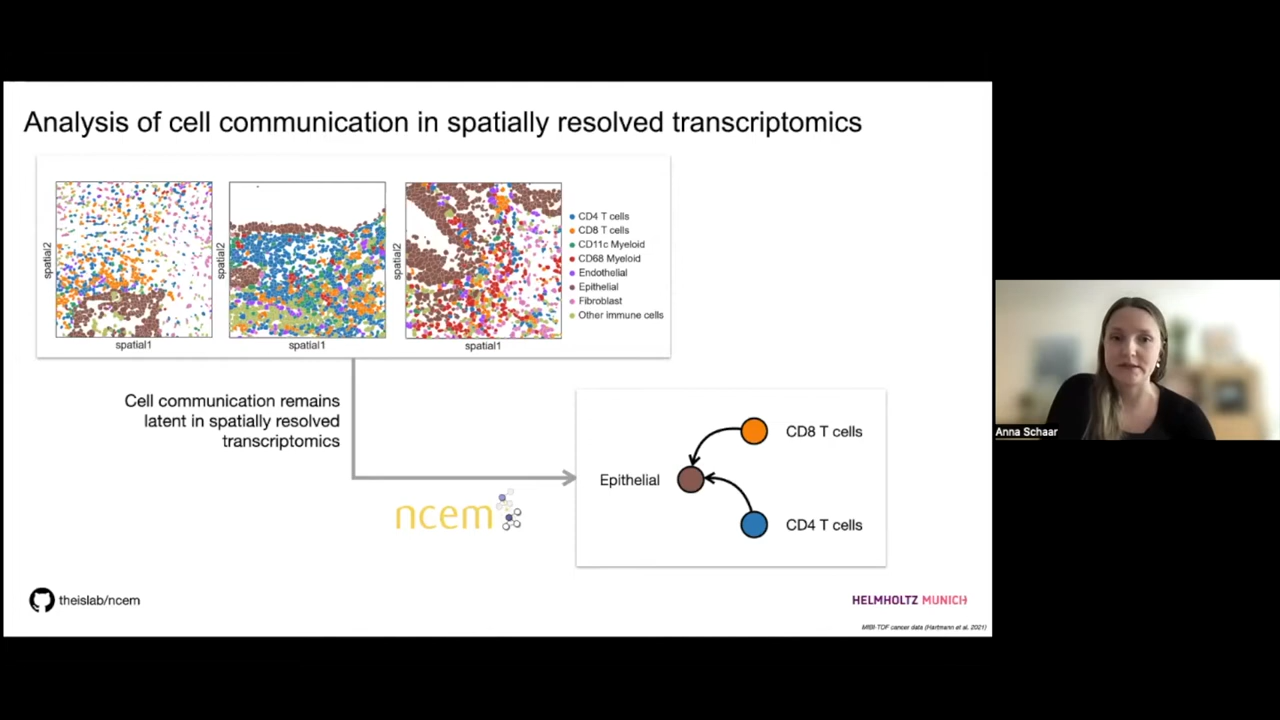 Analysis of cell communication in spatially resolved transcriptomics
spatial2
spatial1
spatial2
spatial1
spatial2
spatial1
CD4 T cells
CD8 T cells
CD11c Myeloid
CD68 Myeloid
Endothelial
Epithelial
Fibroblast
Other immune cells
Cell communication remains
latent in spatially resolved
transcriptomics
ncem
CD8 T cells
Epithelial
CD4 T cells
theislab/ncem
HELMHOLTZ MUNICH
MIBI-TOF cancer data (Hartmann et al. 2021)
Anna Schaar